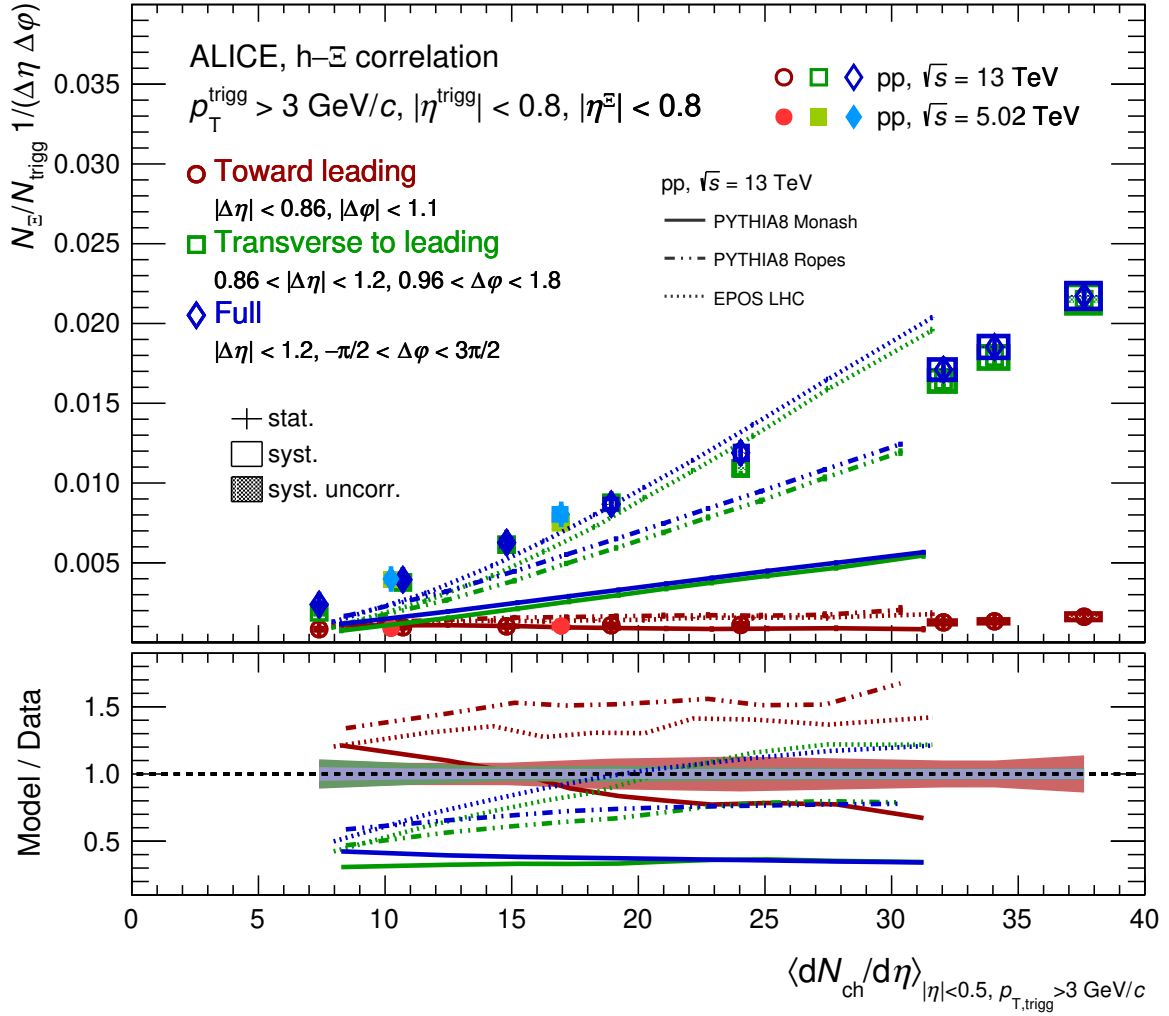 ALICE, h–Ξ correlation
p_T^trigg > 3 GeV/c, |η^trigg| < 0.8, |η^Ξ| < 0.8
pp, √s = 13 TeV
pp, √s = 5.02 TeV
Toward leading
|Δη| < 0.86, |Δφ| < 1.1
Transverse to leading
0.86 < |Δη| < 1.2, 0.96 < Δφ < 1.8
Full
|Δη| < 1.2, −π/2 < Δφ < 3π/2
pp, √s = 13 TeV
PYTHIA8 Monash
PYTHIA8 Ropes
EPOS LHC
stat.
syst.
syst. uncorr.
N_Ξ/N_trigg 1/(Δη Δφ)
0.035
0.030
0.025
0.020
0.015
0.010
0.005
0.000
Model / Data
1.5
1.0
0.5
0 5 10 15 20 25 30 35 40
⟨dN_ch/dη⟩_|η|<0.5, p_T,trigg>3 GeV/c